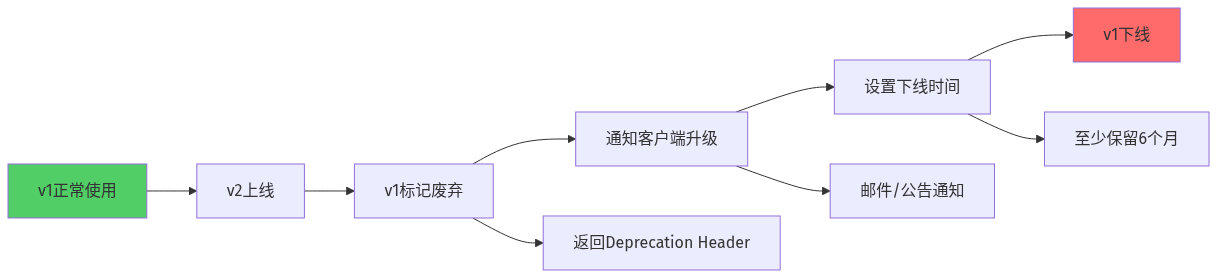 v1正常使用
v2上线
v1标记废弃
通知客户端升级
返回Deprecation Header
设置下线时间
邮件/公告通知
v1下线
至少保留6个月